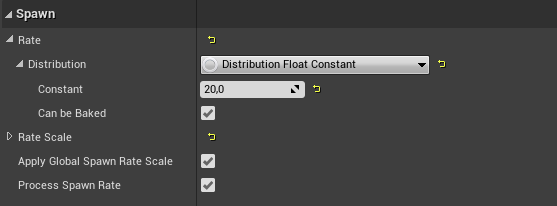 Spawn
Rate
Distribution
Distribution Float Constant
Constant
20,0
Can be Baked
Rate Scale
Apply Global Spawn Rate Scale
Process Spawn Rate